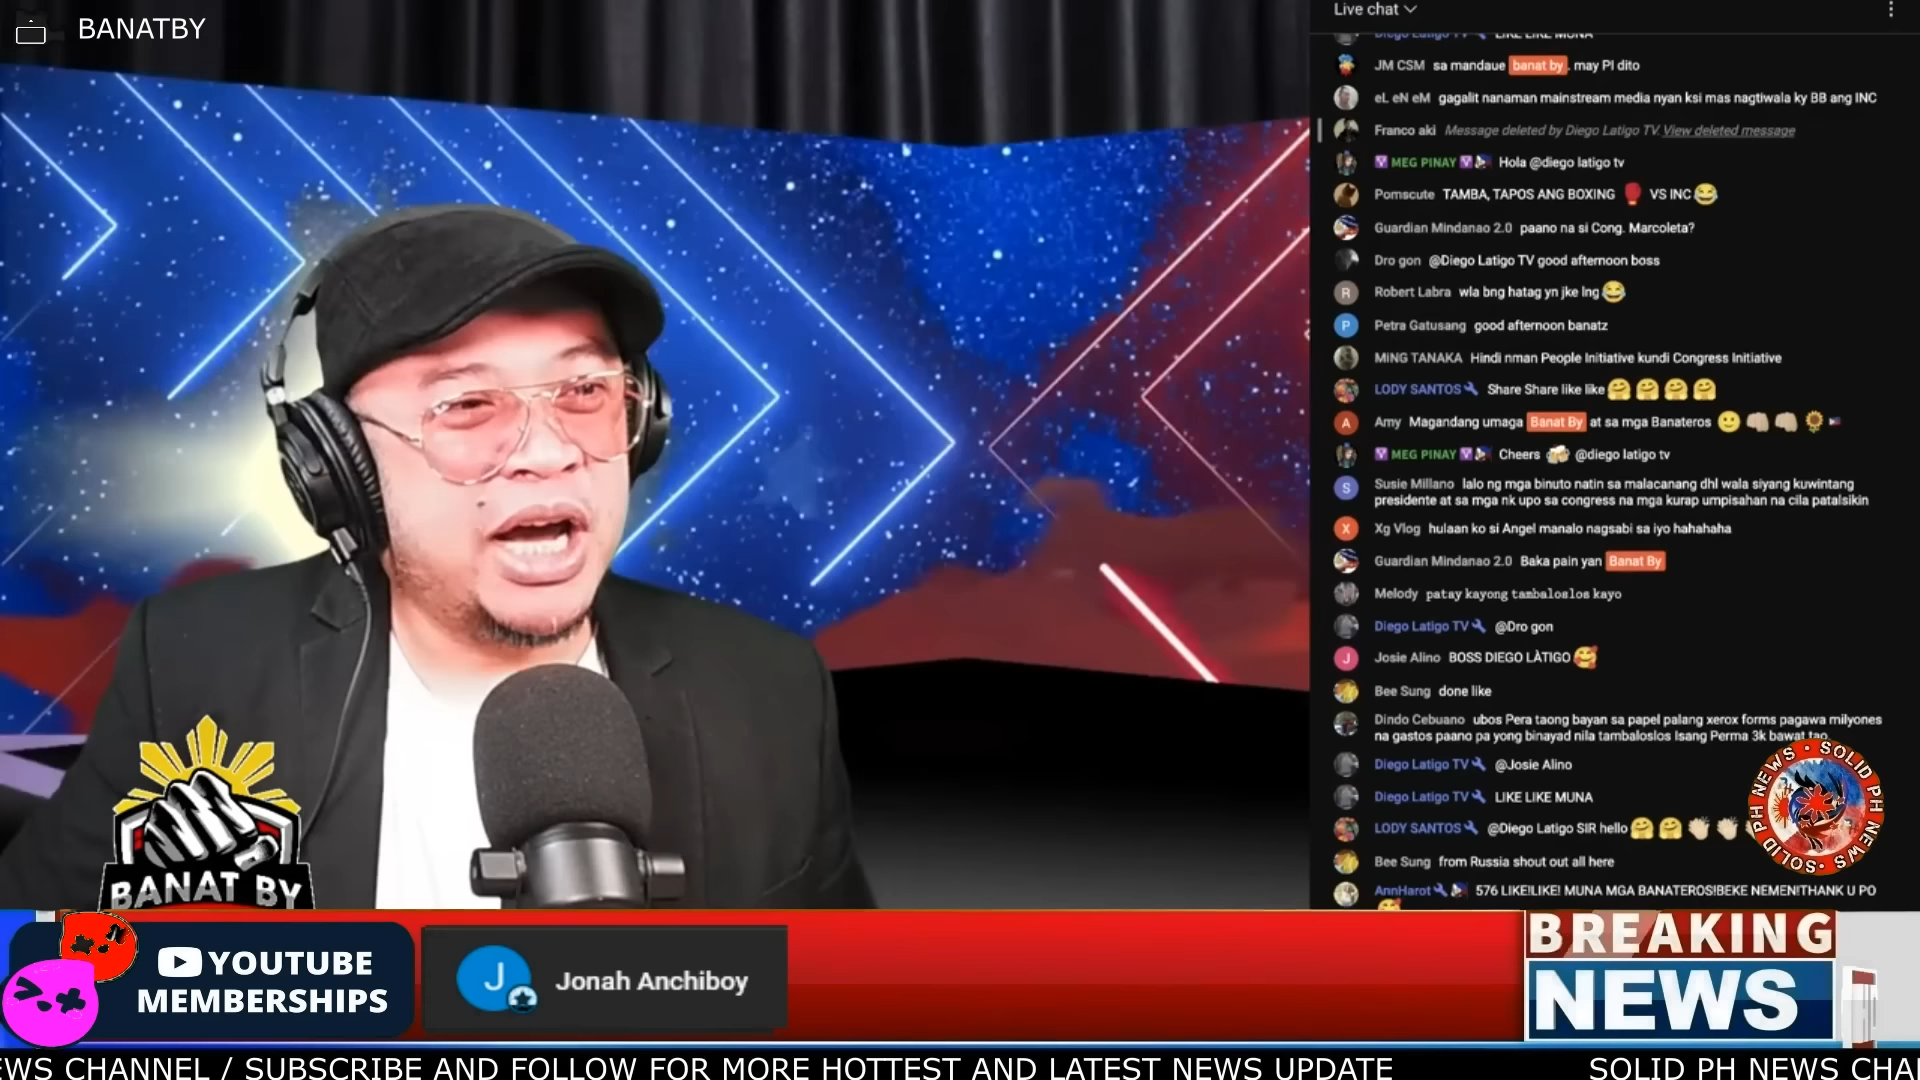 BANATBY
Live chat
Diego Latigo TV LIKE LIKE MUNA
JM CSM sa mandaue banat by. may PI dito
eL eN eM gagalit nanaman mainstream media nyan ksi mas nagtiwala ky BB ang INC
Franco aki Message deleted by Diego Latigo TV. View deleted message
MEG PINAY Hola @diego latigo tv
Pomscute TAMBA, TAPOS ANG BOXING 🥊 VS INC 😂
Guardian Mindanao 2.0 paano na si Cong. Marcoleta?
Dro gon @Diego Latigo TV good afternoon boss
R Robert Labra wla bng hatag yn jke lng 😂
P Petra Gatusang good afternoon banatz
MiNG TANAKA Hindi nman People Initiative kundi Congress Initiative
LODY SANTOS Share Share like like 🤗 🤗 🤗 🤗
A Amy Magandang umaga Banat By at sa mga Banateros 🙂 👊🏼 👊🏼 🌻 🇵🇭
MEG PINAY Cheers 🍻 @diego latigo tv
S Susie Millano lalo ng mga binuto natin sa malacanang dhl wala siyang kuwintang
presidente at sa mga nk upo sa congress na mga kurap umpisahan na cila patalsikin
X Xg Vlog hulaan ko si Angel manalo nagsabi sa iyo hahahaha
Guardian Mindanao 2.0 Baka pain yan Banat By
Melody patay kayong tambaloslos kayo
Diego Latigo TV @Dro gon
J Josie Alino BOSS DIEGO LÀTIGO 🥰
Bee Sung done like
Dindo Cebuano ubos Pera taong bayan sa papel palang xerox forms pagawa milyones
na gastos paano pa yong binayad nila tambaloslos Isang Perma 3k bawat tao.
Diego Latigo TV @Josie Alino
Diego Latigo TV LIKE LIKE MUNA
LODY SANTOS @Diego Latigo SIR hello 🤗 🤗 👏🏻 👏🏻
Bee Sung from Russia shout out all here
AnnHarot 576 LIKE!LIKE! MUNA MGA BANATEROS!BEKE NEMEN!THANK U PO
🥰
SOLID PH NEWS • SOLID PH NEWS •
BANAT BY
YOUTUBE
MEMBERSHIPS
J Jonah Anchiboy
BREAKING
NEWS
EWS CHANNEL / SUBSCRIBE AND FOLLOW FOR MORE HOTTEST AND LATEST NEWS UPDATE SOLID PH NEWS CHA